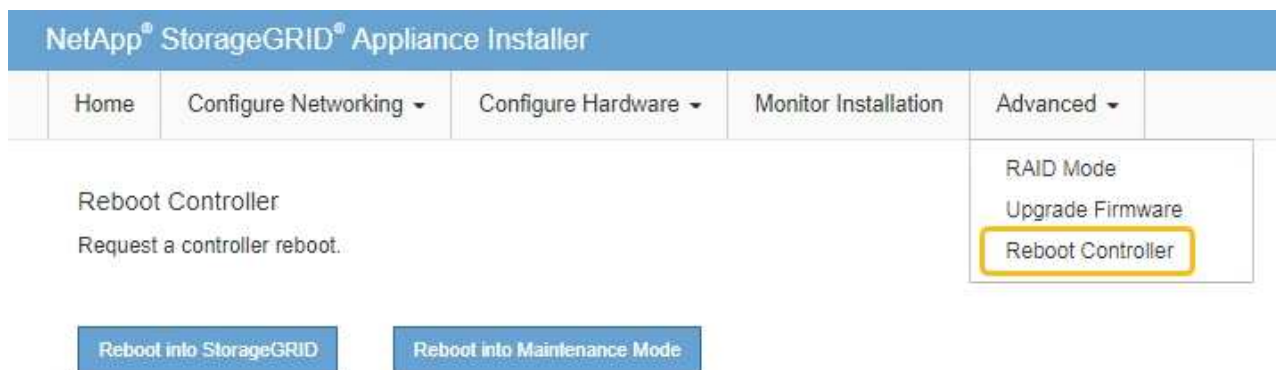 NetApp® StorageGRID® Appliance Installer
Home Configure Networking Configure Hardware Monitor Installation Advanced
RAID Mode
Upgrade Firmware
Reboot Controller
Reboot Controller
Request a controller reboot.
Reboot into StorageGRID Reboot into Maintenance Mode